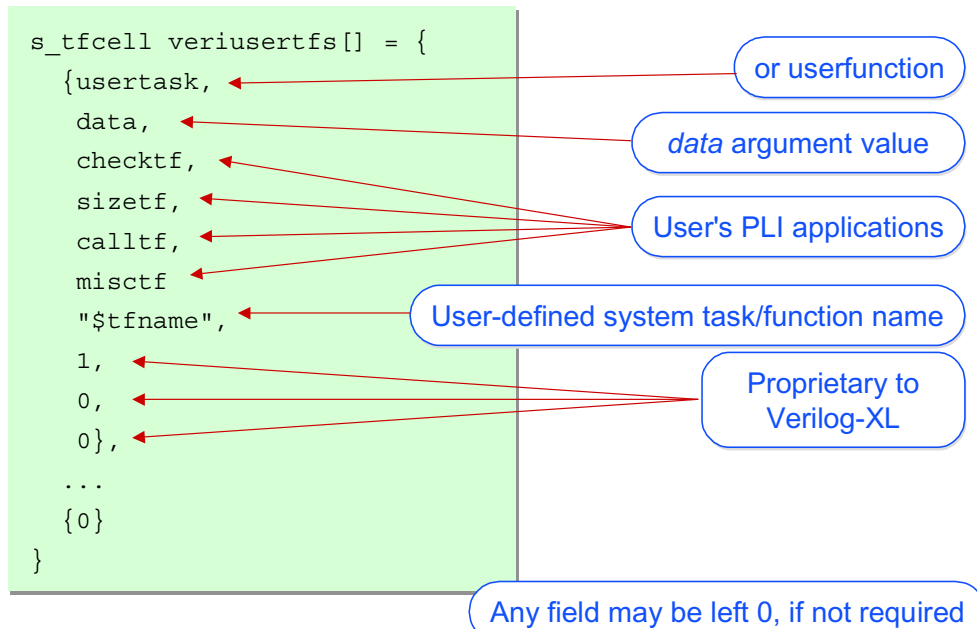 s_tfcell veriusertfs[] = {
{usertask,
or userfunction
data,
data argument value
checktf,
sizetf,
calltf,
User's PLI applications
misctf
"$tfname",
User-defined system task/function name
1,
0,
Proprietary to
Verilog-XL
0},
...
{0}
}
Any field may be left 0, if not required